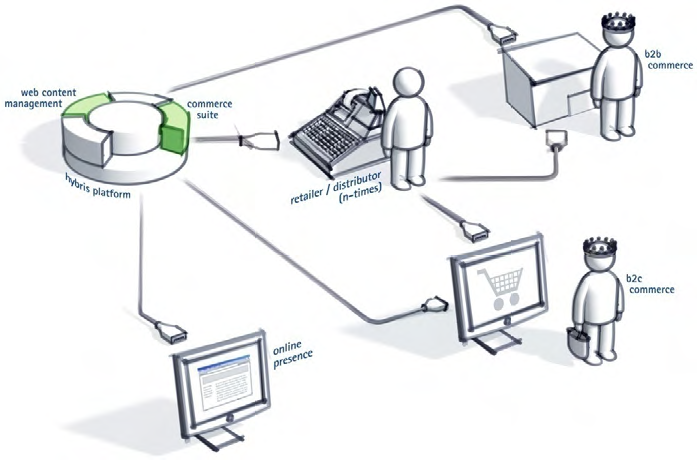 b2b
commerce
web content
management
commerce
suite
hybris platform
retailer / distributor
(n-times)
b2c
commerce
online
presence